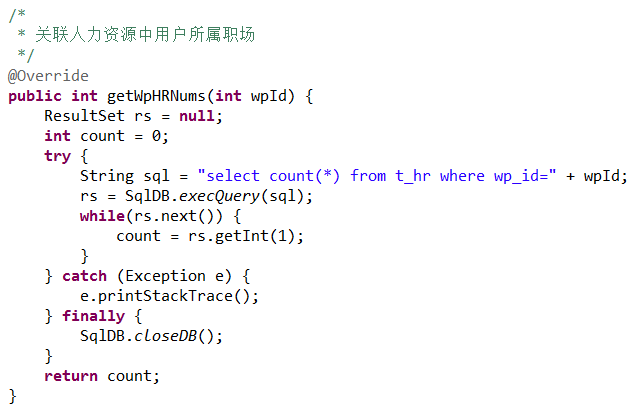 /*
 * 关联人力资源中用户所属职场
 */
@Override
public int getWpHRNums(int wpId) {
    ResultSet rs = null;
    int count = 0;
    try {
        String sql = "select count(*) from t_hr where wp_id=" + wpId;
        rs = SqlDB.execQuery(sql);
        while(rs.next()) {
            count = rs.getInt(1);
        }
    } catch (Exception e) {
        e.printStackTrace();
    } finally {
        SqlDB.closeDB();
    }
    return count;
}